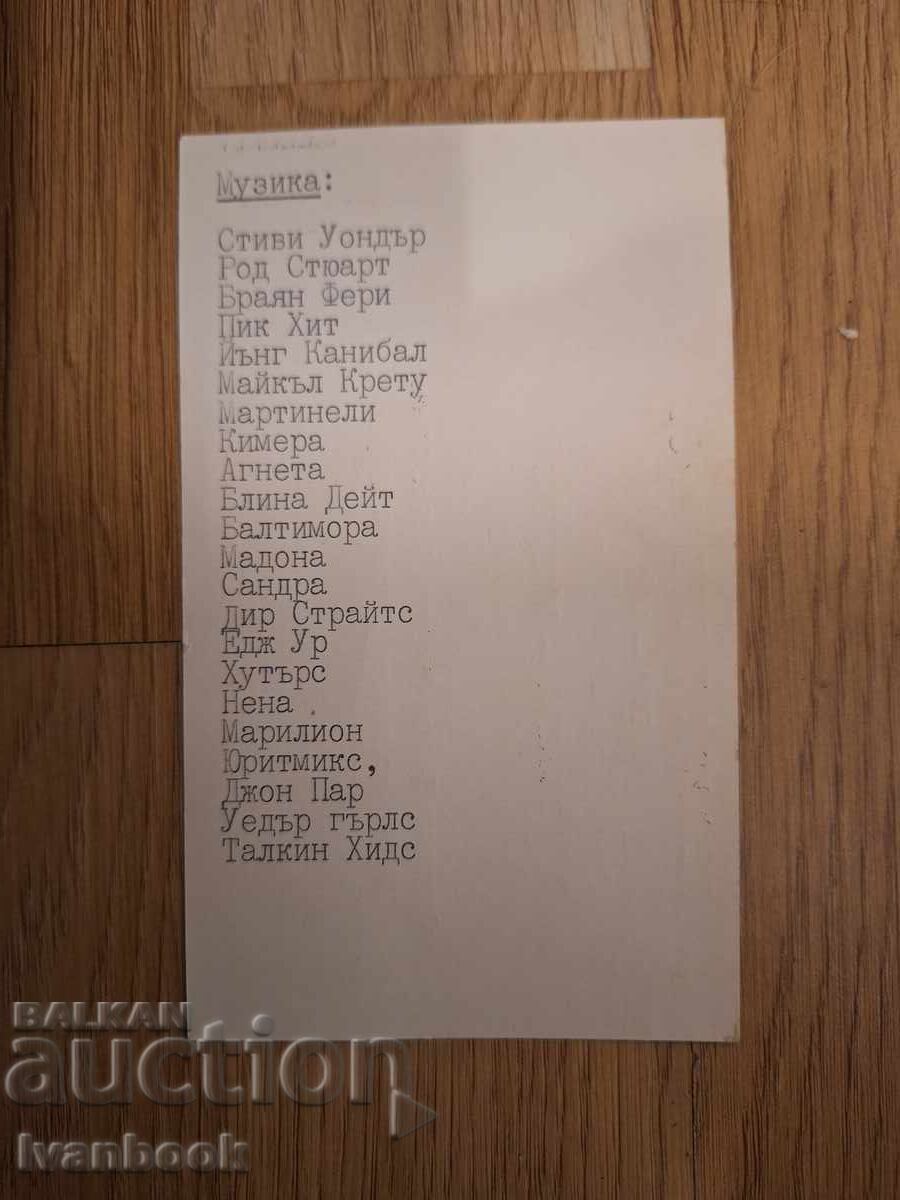 Музика:
Стиви Уондър
Род Стюарт
Браян Фери
Пик Хит
Йънг Канибал
Майкъл Крету
Мартинели
Кимера
Агнета
Блина Дейт
Балтимора
Мадона
Сандра
Дир Страйтс
Едж Ур
Хутърс
Нена
Марилион
Юритмикс,
Джон Пар
Уедър гърлс
Талкин Хидс
BALKAN
auction
Ivanbook